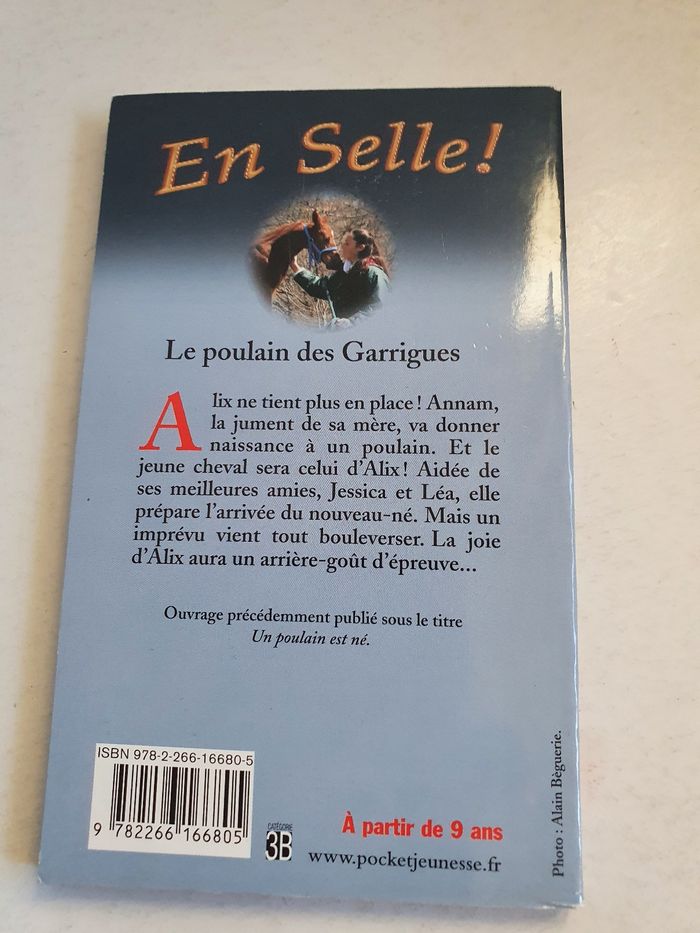 En Selle!
Le poulain des Garrigues
Alix ne tient plus en place ! Annam,
la jument de sa mère, va donner
naissance à un poulain. Et le
jeune cheval sera celui d'Alix ! Aidée de
ses meilleures amies, Jessica et Léa, elle
prépare l'arrivée du nouveau-né. Mais un
imprévu vient tout bouleverser. La joie
d'Alix aura un arrière-goût d'épreuve...
Ouvrage précédemment publié sous le titre
Un poulain est né.
ISBN 978-2-266-16680-5
9 782266 166805
CATÉGORIE
3B
À partir de 9 ans
www.pocketjeunesse.fr
Photo : Alain Bèguerie.